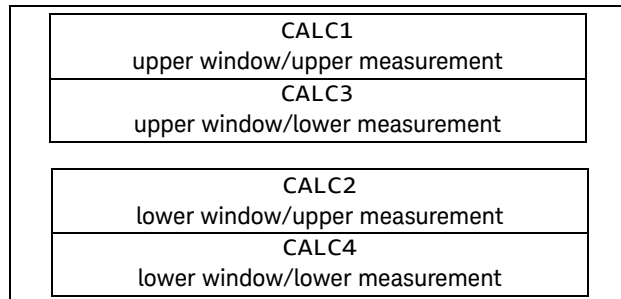 CALC1
upper window/upper measurement
CALC3
upper window/lower measurement
CALC2
lower window/upper measurement
CALC4
lower window/lower measurement